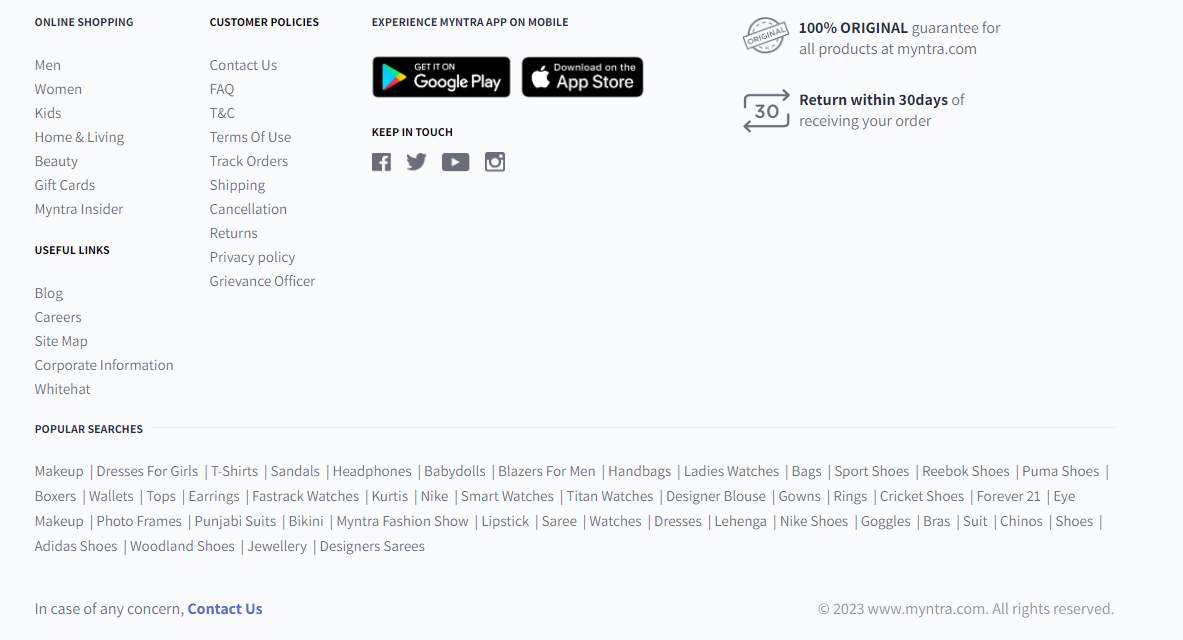 ONLINE SHOPPING
Men
Women
Kids
Home & Living
Beauty
Gift Cards
Myntra Insider
USEFUL LINKS
Blog
Careers
Site Map
Corporate Information
Whitehat
CUSTOMER POLICIES
Contact Us
FAQ
T&C
Terms Of Use
Track Orders
Shipping
Cancellation
Returns
Privacy policy
Grievance Officer
EXPERIENCE MYNTRA APP ON MOBILE
GET IT ON
Google Play
Download on the
App Store
KEEP IN TOUCH
ORIGINAL
100% ORIGINAL guarantee for
all products at myntra.com
30
Return within 30days of
receiving your order
POPULAR SEARCHES
Makeup | Dresses For Girls | T-Shirts | Sandals | Headphones | Babydolls | Blazers For Men | Handbags | Ladies Watches | Bags | Sport Shoes | Reebok Shoes | Puma Shoes |
Boxers | Wallets | Tops | Earrings | Fastrack Watches | Kurtis | Nike | Smart Watches | Titan Watches | Designer Blouse | Gowns | Rings | Cricket Shoes | Forever 21 | Eye
Makeup | Photo Frames | Punjabi Suits | Bikini | Myntra Fashion Show | Lipstick | Saree | Watches | Dresses | Lehenga | Nike Shoes | Goggles | Bras | Suit | Chinos | Shoes |
Adidas Shoes | Woodland Shoes | Jewellery | Designers Sarees
In case of any concern, Contact Us
© 2023 www.myntra.com. All rights reserved.